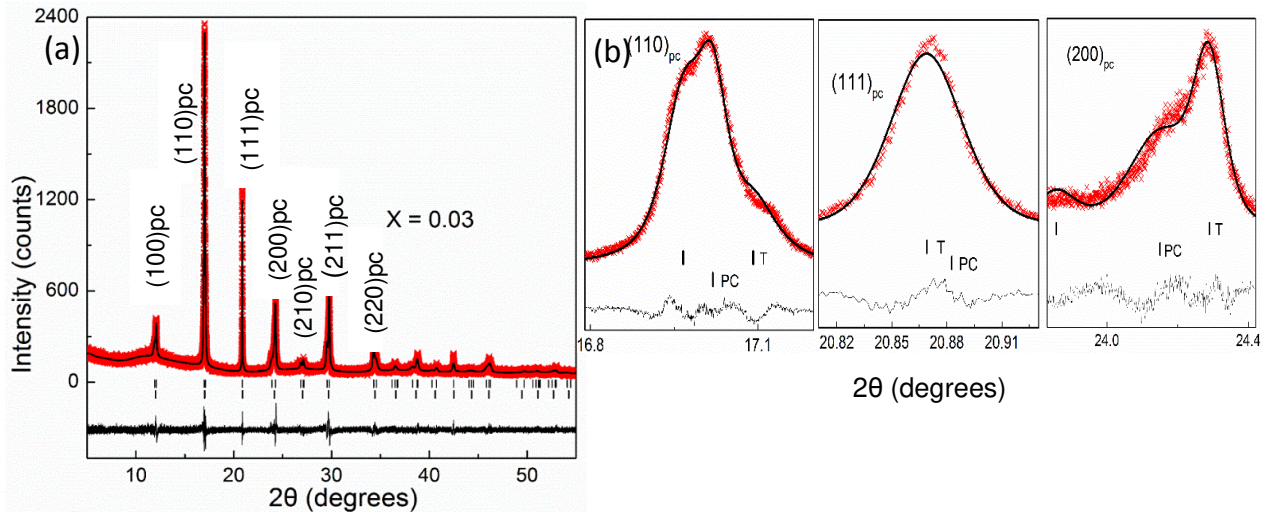 (a)
2400
1800
1200
600
0
Intensity (counts)
10
20
30
40
50
2θ (degrees)
(100)pc
(110)pc
(111)pc
(200)pc
(210)pc
(211)pc
(220)pc
X = 0.03
(b)
(110)pc
T
PC
16.8
17.1
(111)pc
T
PC
20.82
20.85
20.88
20.91
(200)pc
T
PC
24.0
24.4
2θ (degrees)